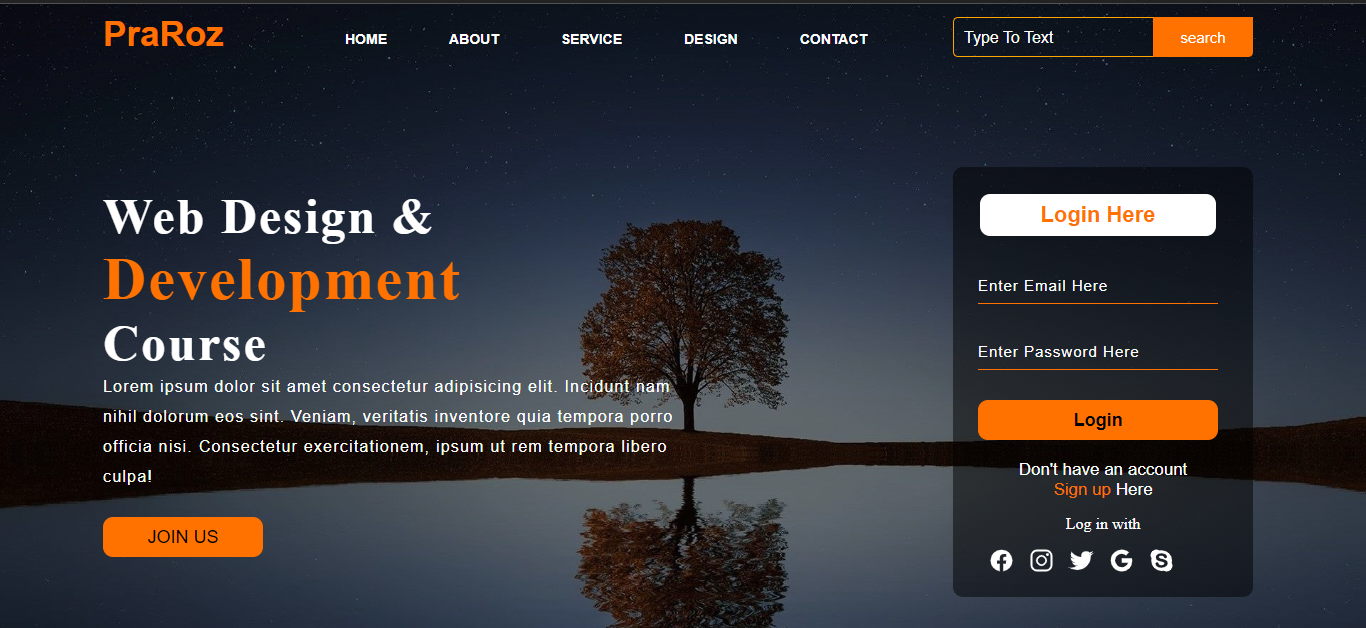 PraRoz
HOME ABOUT SERVICE DESIGN CONTACT
Type To Text
search
Web Design &
Development
Course
Lorem ipsum dolor sit amet consectetur adipisicing elit. Incidunt nam
nihil dolorum eos sint. Veniam, veritatis inventore quia tempora porro
officia nisi. Consectetur exercitationem, ipsum ut rem tempora libero
culpa!
JOIN US
Login Here
Enter Email Here
Enter Password Here
Login
Don't have an account
Sign up Here
Log in with